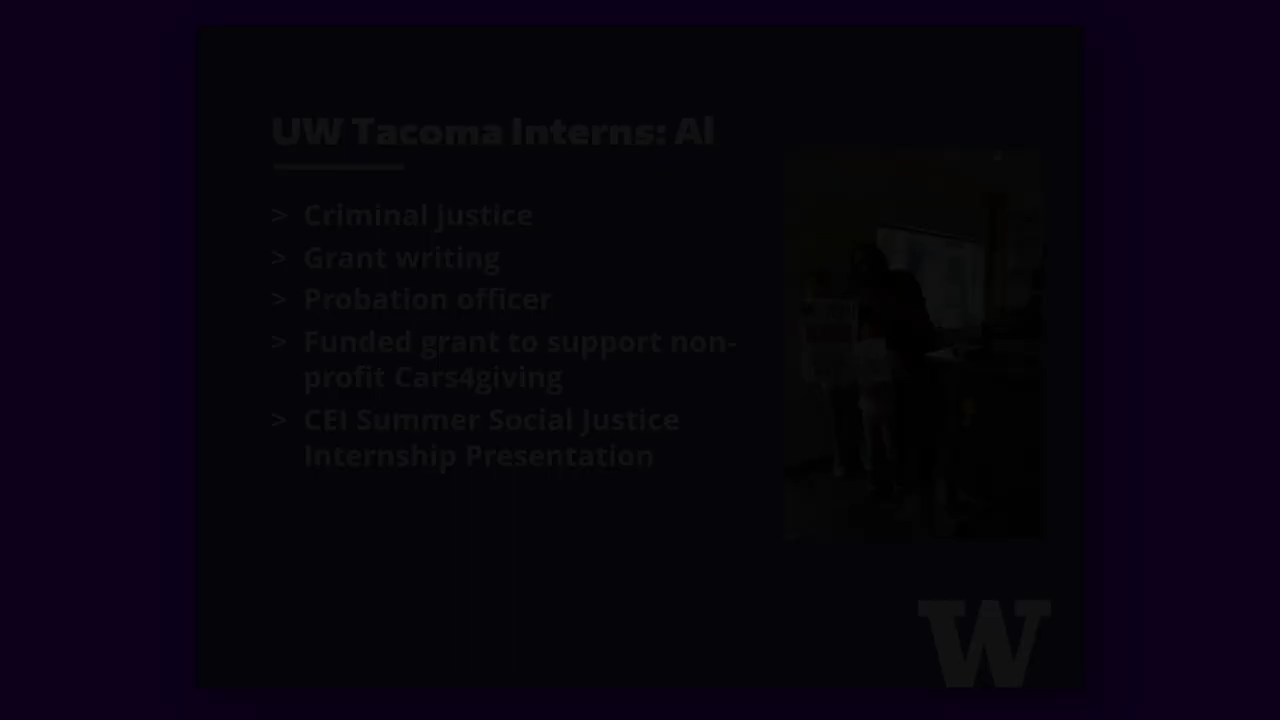 UW Tacoma Interns: Al
> Criminal justice
> Grant writing
> Probation officer
> Funded grant to support non-
profit Cars4giving
> CEI Summer Social Justice
Internship Presentation
W